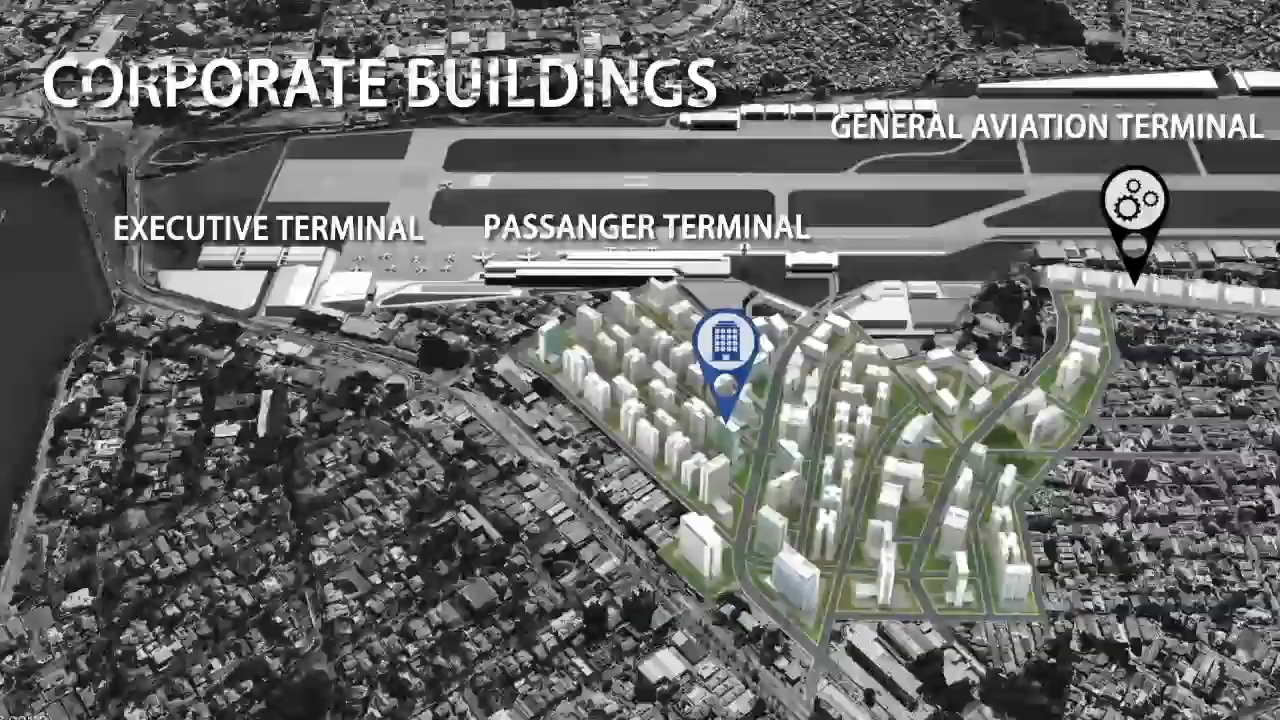 CORPORATE BUILDINGS
GENERAL AVIATION TERMINAL
EXECUTIVE TERMINAL
PASSANGER TERMINAL